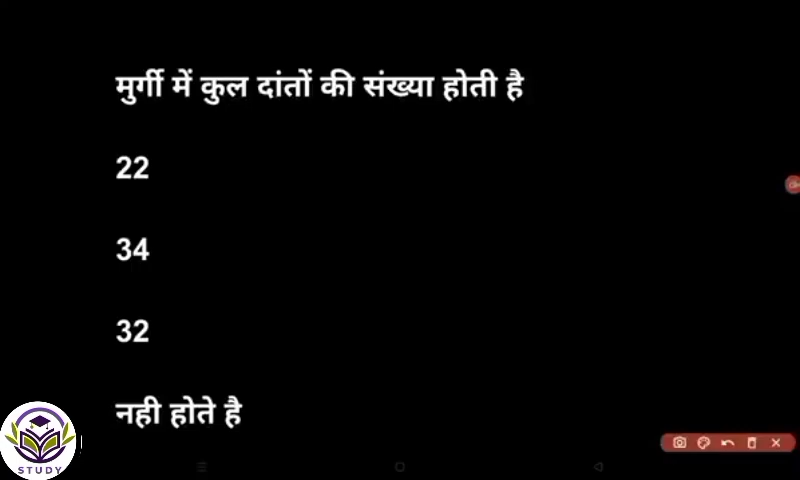 मुर्गी में कुल दांतों की संख्या होती है
22
34
32
नही होते है
STUDY